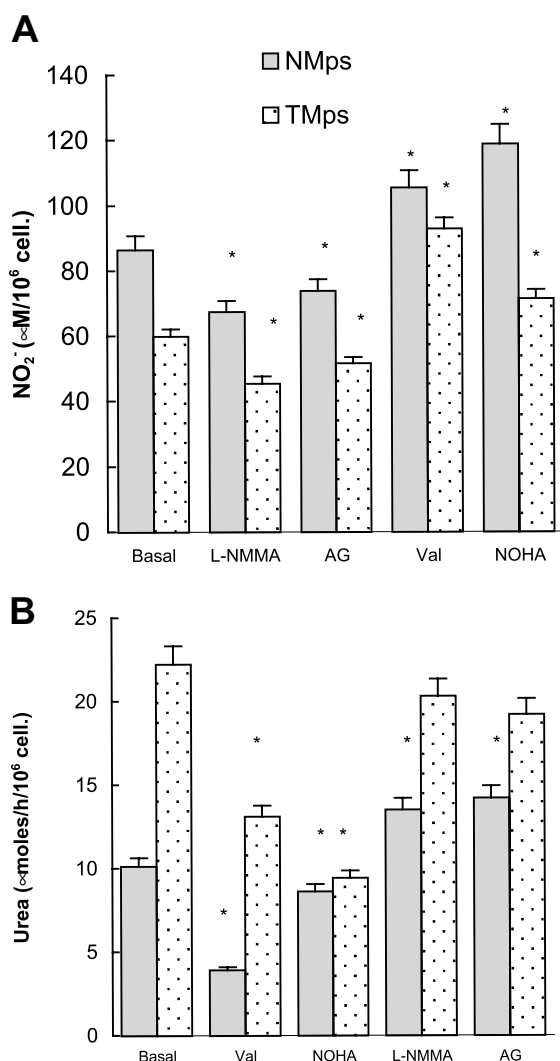 A
NMps
TMps
140
120
100
80
60
40
20
0
NO₂⁻ (∝M/10⁶ cell.)
* * * * * * * *
Basal L-NMMA AG Val NOHA
B
25
20
15
10
5
0
Urea (∝moles/h/10⁶ cell.)
* * * * * *
Basal Val NOHA L-NMMA AG